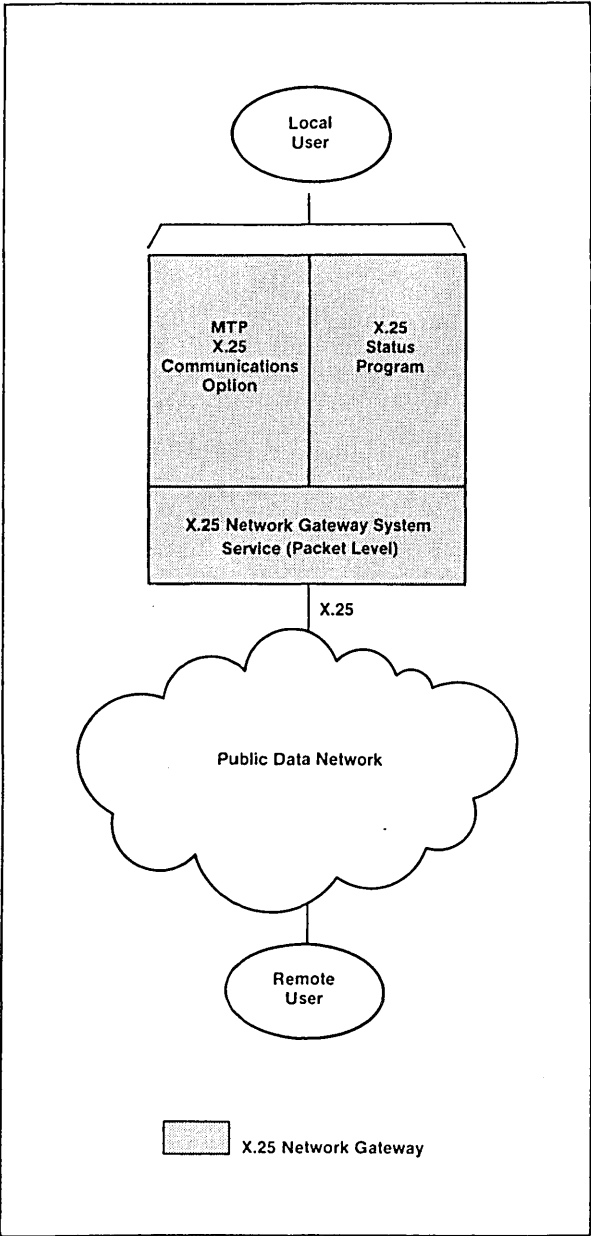 Local
User
MTP
X.25
Communications
Option
X.25
Status
Program
X.25 Network Gateway System
Service (Packet Level)
X.25
Public Data Network
Remote
User
X.25 Network Gateway